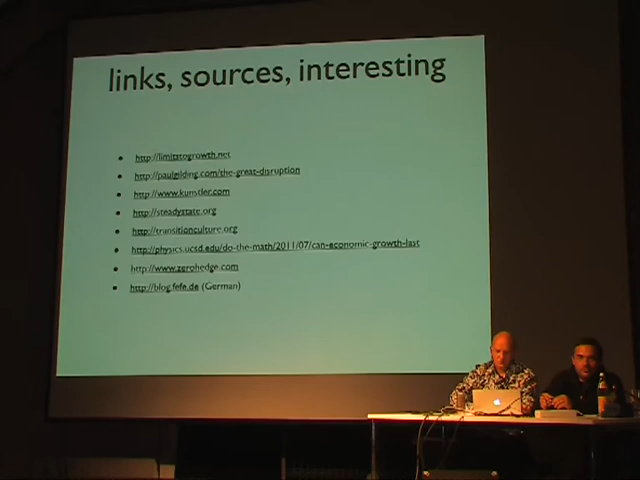 links, sources, interesting
http://limitstogrowth.net
http://paulgilding.com/the-great-disruption
http://www.kunstler.com
http://steadystate.org
http://transitionculture.org
http://physics.ucsd.edu/do-the-math/2011/07/can-economic-growth-last
http://www.zerohedge.com
http://blog.fefe.de (German)